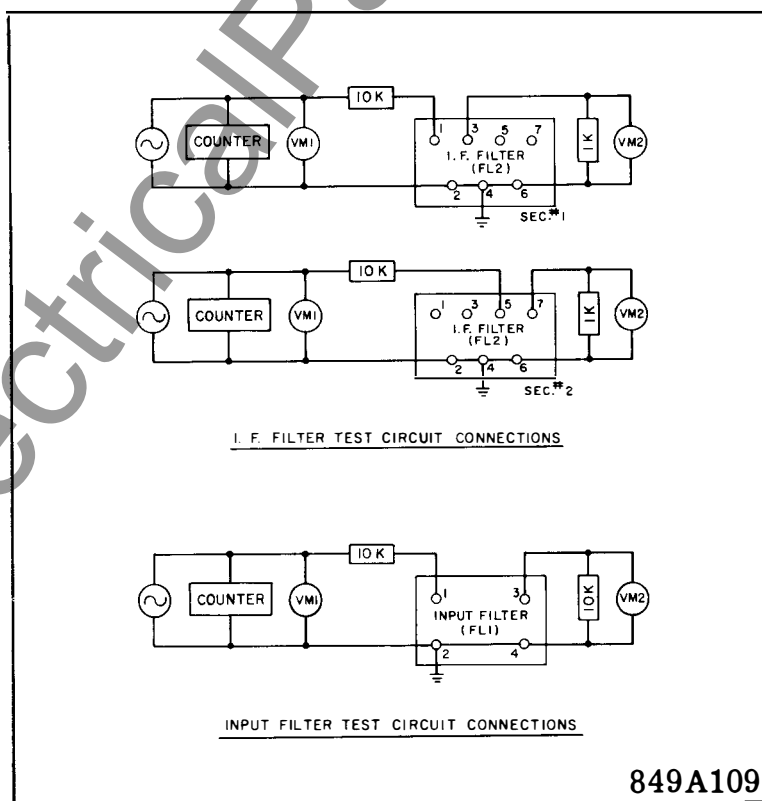 ectricalPa
10K
COUNTER
VM1
1 3 5 7
I. F. FILTER
(FL2)
2 4 6
1K
VM2
SEC.#1
10K
COUNTER
VM1
1 3 5 7
I.F. FILTER
(FL2)
2 4 6
1K
VM2
SEC.#2
I. F. FILTER TEST CIRCUIT CONNECTIONS
10K
COUNTER
VM1
1 3
INPUT FILTER
(FL1)
2 4
10K
VM2
INPUT FILTER TEST CIRCUIT CONNECTIONS
849A109